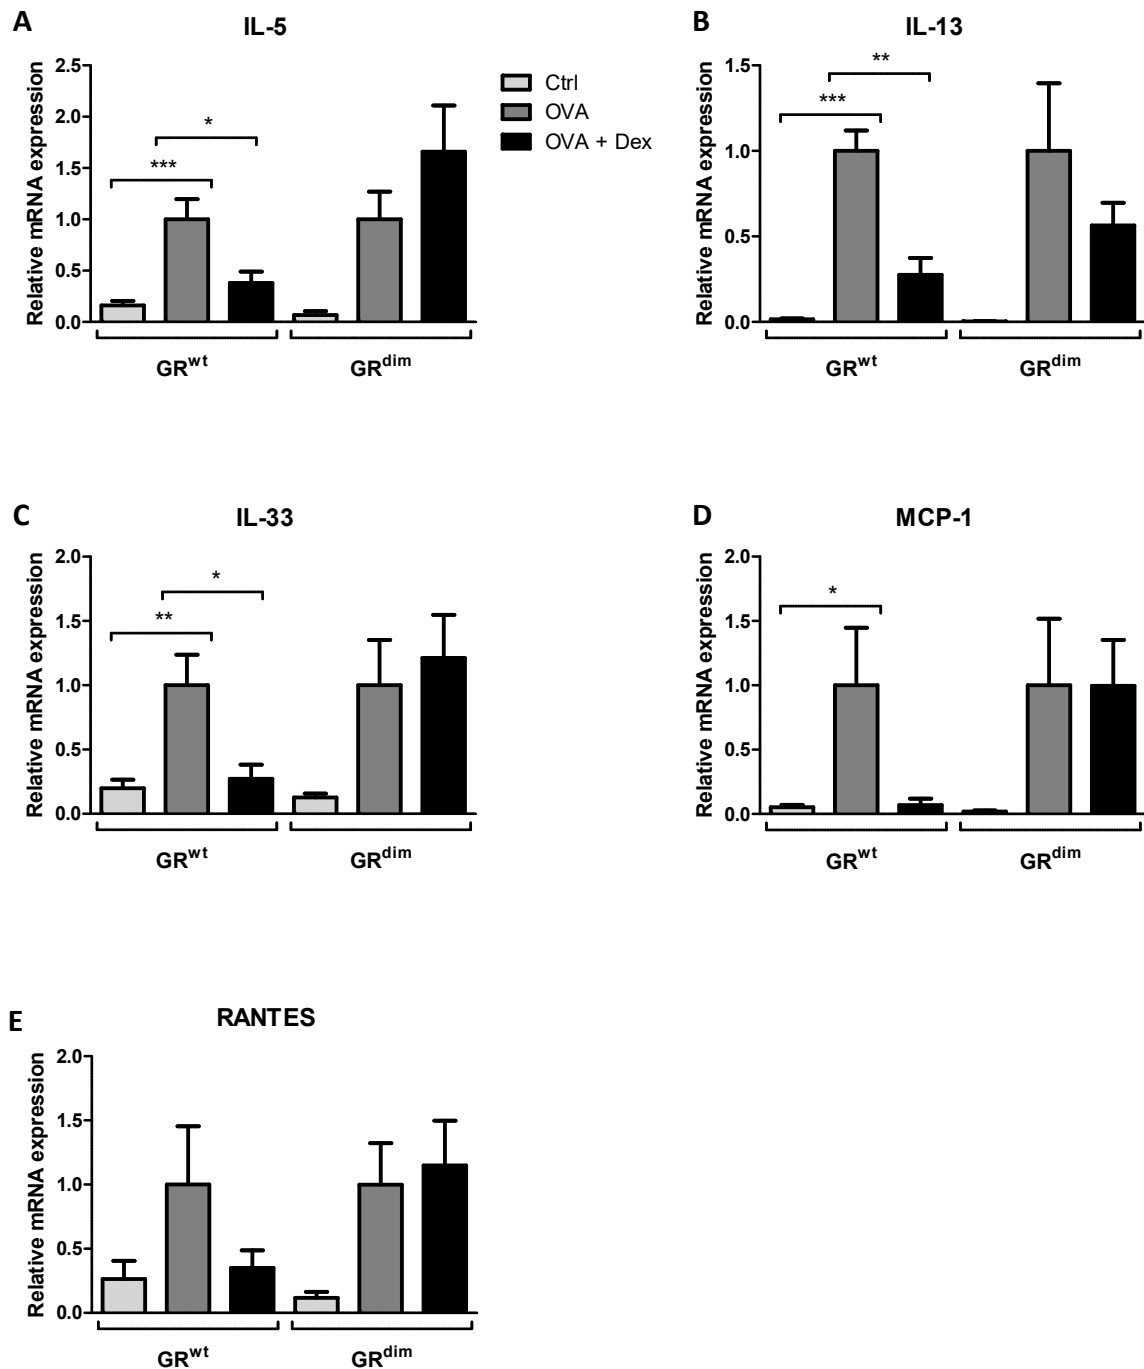 A
IL-5
Relative mRNA expression
2.5
2.0
1.5
1.0
0.5
0.0
***
*
GRwt
GRdim
Ctrl
OVA
OVA + Dex
B
IL-13
Relative mRNA expression
1.5
1.0
0.5
0.0
***
**
GRwt
GRdim
C
IL-33
Relative mRNA expression
2.0
1.5
1.0
0.5
0.0
**
*
GRwt
GRdim
D
MCP-1
Relative mRNA expression
2.0
1.5
1.0
0.5
0.0
*
GRwt
GRdim
E
RANTES
Relative mRNA expression
2.0
1.5
1.0
0.5
0.0
GRwt
GRdim